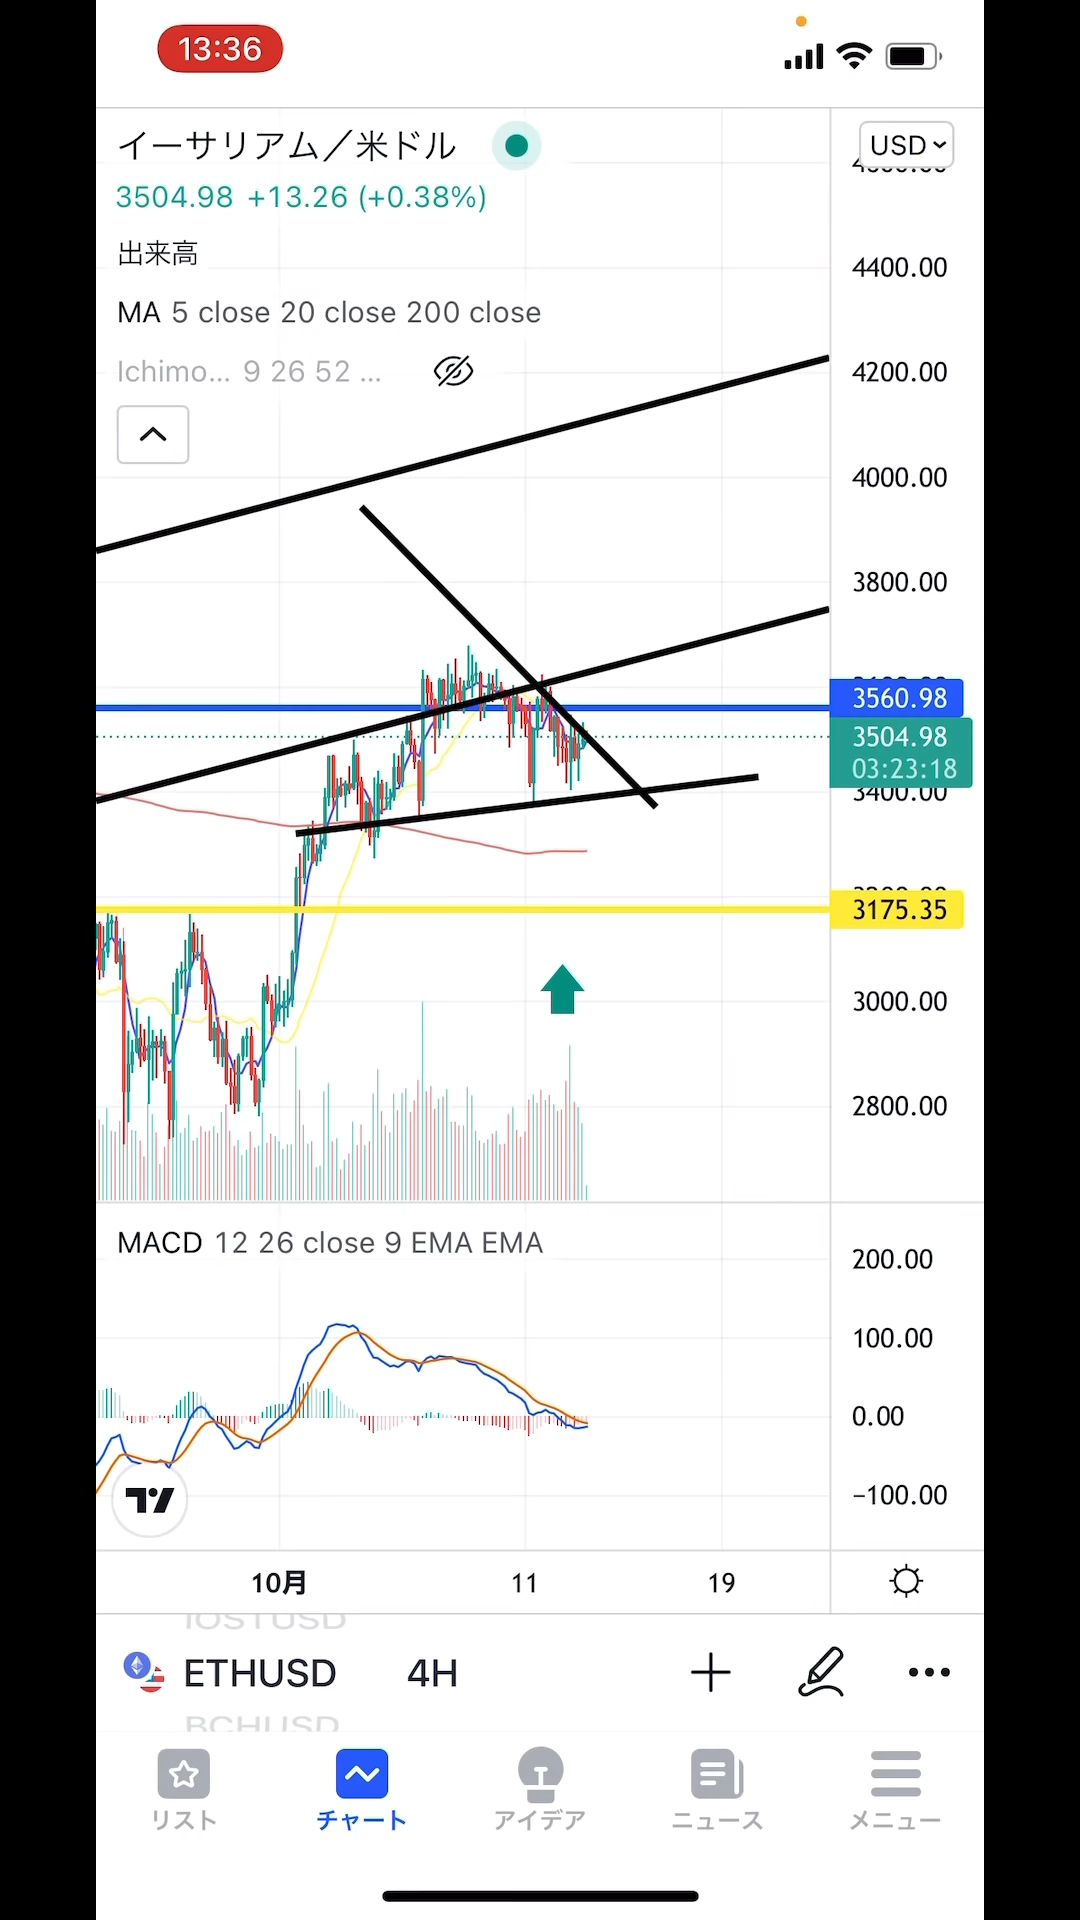 13:36
イーサリアム／米ドル
USD
3504.98 +13.26 (+0.38%)
出来高
4400.00
MA 5 close 20 close 200 close
Ichimo... 9 26 52 ...
4200.00
4000.00
3800.00
3560.98
3504.98
03:23:18
3400.00
3175.35
3000.00
2800.00
MACD 12 26 close 9 EMA EMA
200.00
100.00
0.00
−100.00
10月 11 19
IOSTUSD
ETHUSD 4H
BCHUSD
リスト チャート アイデア ニュース メニュー